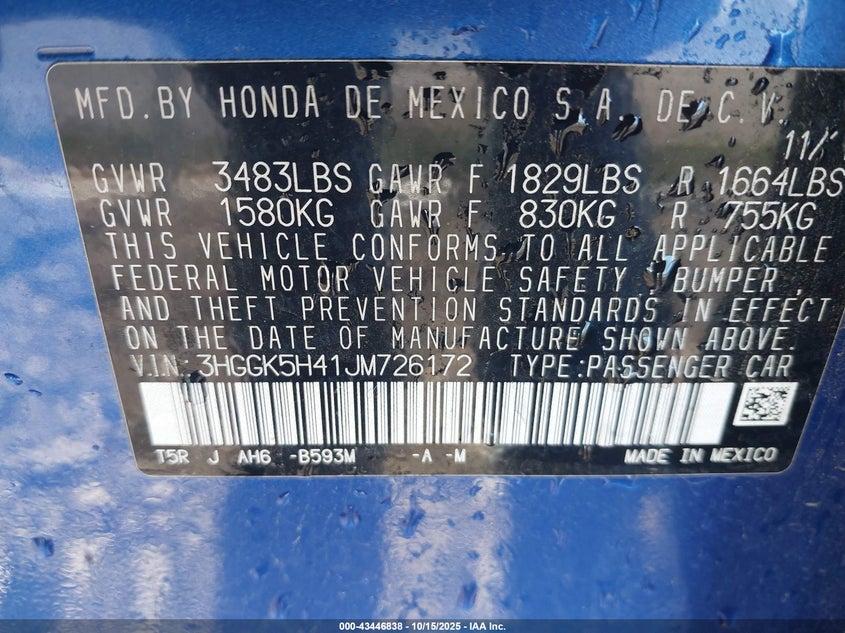 MFD. BY HONDA DE MEXICO S.A. DE C.V.
11/
GVWR 3483LBS GAWR F 1829LBS R 1664LBS
GVWR 1580KG GAWR F 830KG R 755KG
THIS VEHICLE CONFORMS TO ALL APPLICABLE
FEDERAL MOTOR VEHICLE SAFETY, BUMPER,
AND THEFT PREVENTION STANDARDS IN EFFECT
ON THE DATE OF MANUFACTURE SHOWN ABOVE.
V.I.N: 3HGGK5H41JM726172 TYPE: PASSENGER CAR
T5R J AH6 -B593M -A -M MADE IN MEXICO
000-43446838 - 10/15/2025 - IAA Inc.